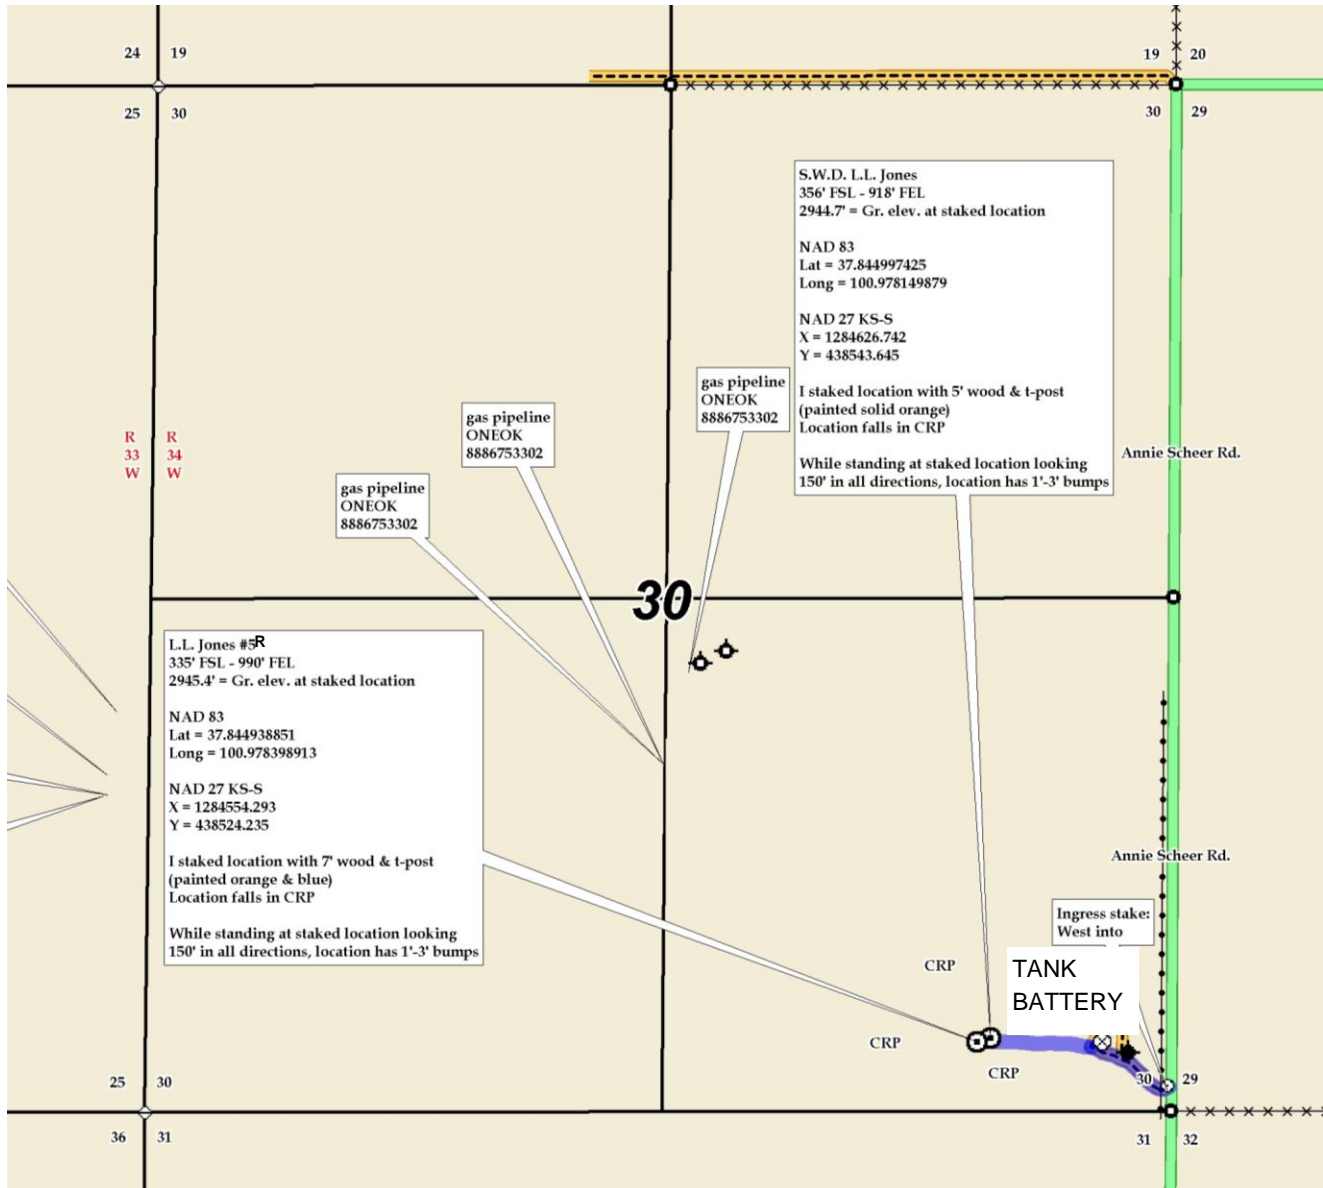 24 19
19 20
25 30
30 29
S.W.D. L.L. Jones
356' FSL - 918' FEL
2944.7' = Gr. elev. at staked location
NAD 83
Lat = 37.844997425
Long = 100.978149879
NAD 27 KS-S
X = 1284626.742
Y = 438543.645
I staked location with 5' wood & t-post
(painted solid orange)
Location falls in CRP
While standing at staked location looking
150' in all directions, location has 1'-3' bumps
gas pipeline
ONEOK
8886753302
gas pipeline
ONEOK
8886753302
gas pipeline
ONEOK
8886753302
R R
33 34
W W
Annie Scheer Rd.
30
L.L. Jones #5R
335' FSL - 990' FEL
2945.4' = Gr. elev. at staked location
NAD 83
Lat = 37.844938851
Long = 100.978398913
NAD 27 KS-S
X = 1284554.293
Y = 438524.235
I staked location with 7' wood & t-post
(painted orange & blue)
Location falls in CRP
While standing at staked location looking
150' in all directions, location has 1'-3' bumps
Annie Scheer Rd.
Ingress stake:
West into
TANK
BATTERY
CRP
CRP
CRP
25 30
30 29
36 31
31 32